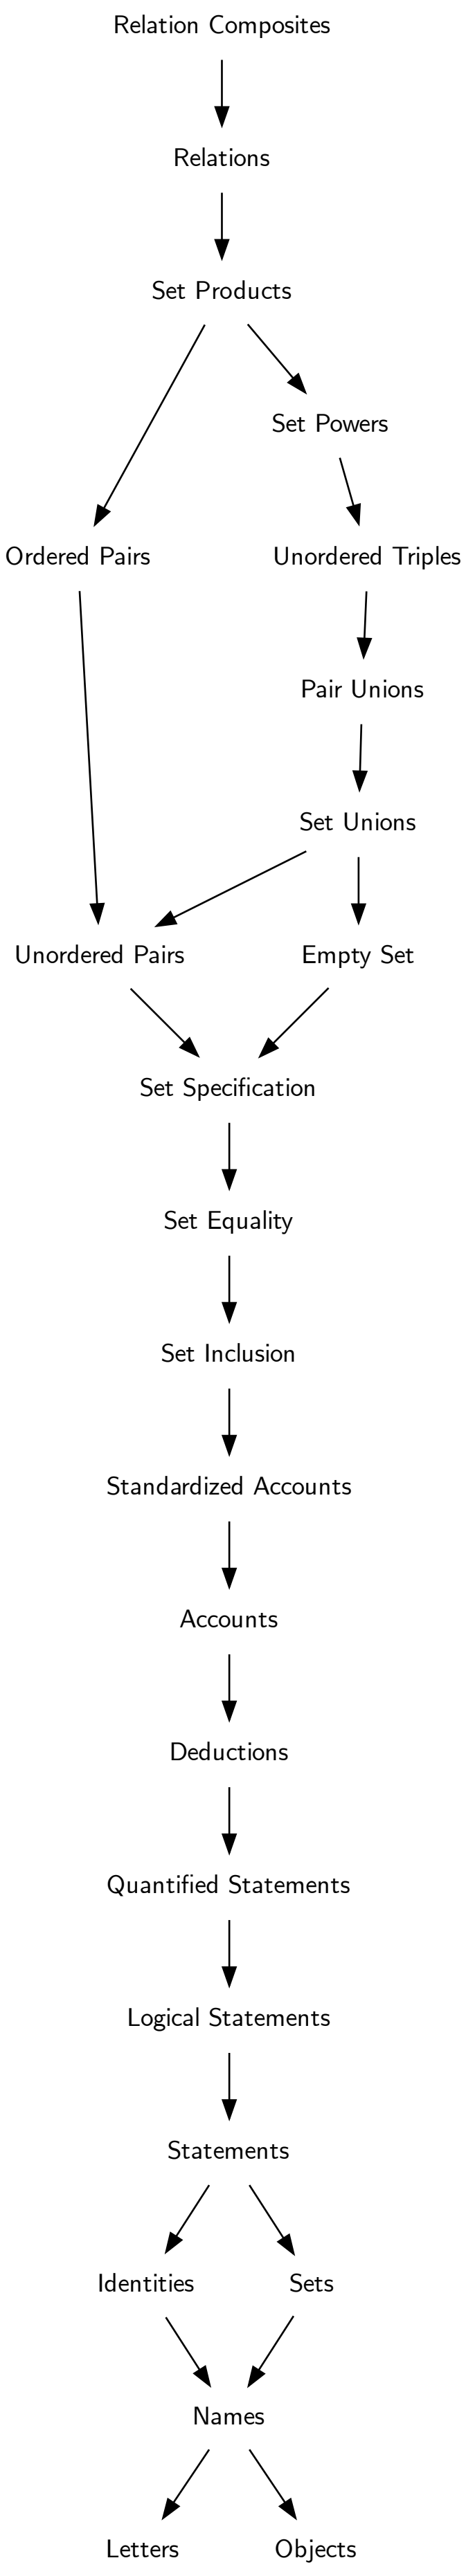 Relation Composites
Relations
Set Products
Set Powers
Ordered Pairs
Unordered Triples
Pair Unions
Set Unions
Unordered Pairs
Empty Set
Set Specification
Set Equality
Set Inclusion
Standardized Accounts
Accounts
Deductions
Quantified Statements
Logical Statements
Statements
Identities
Sets
Names
Letters
Objects